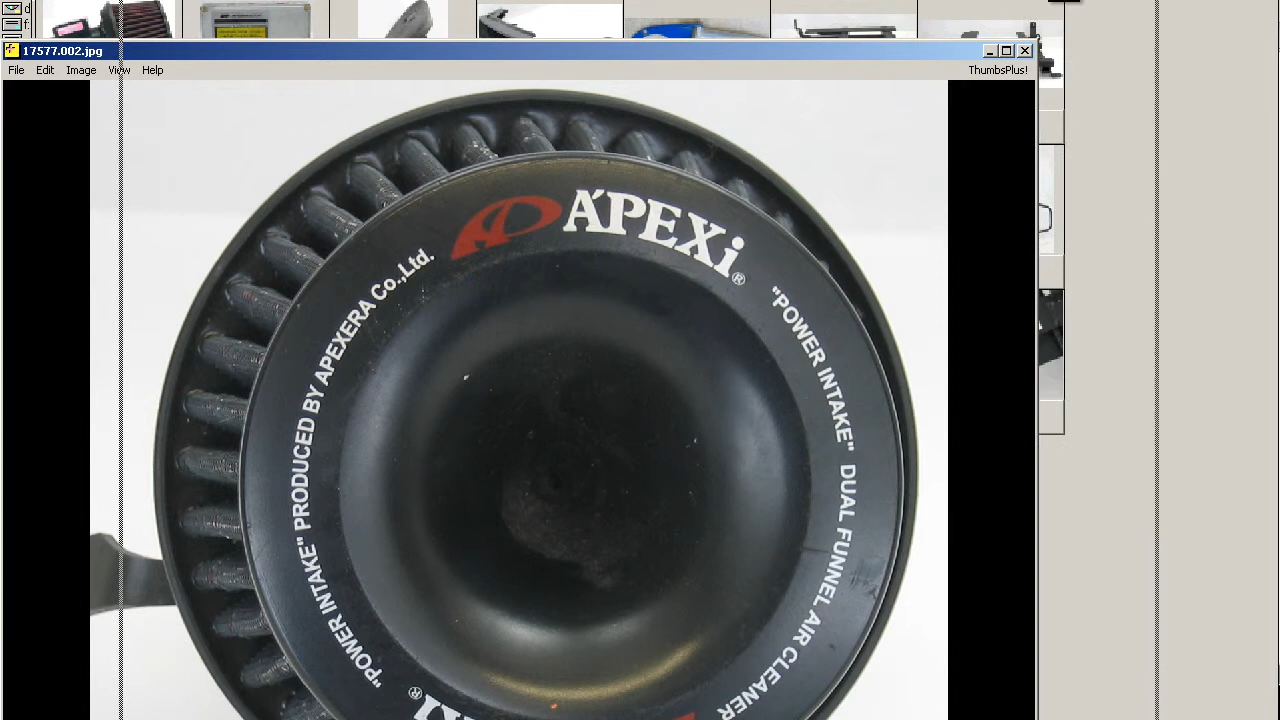 d
f
17577.002.jpg
File Edit Image View Help ThumbsPlus!
A'PEXi®
"POWER INTAKE" DUAL FUNNEL AIR CLEANER
"POWER INTAKE" PRODUCED BY APEXERA Co.,Ltd.